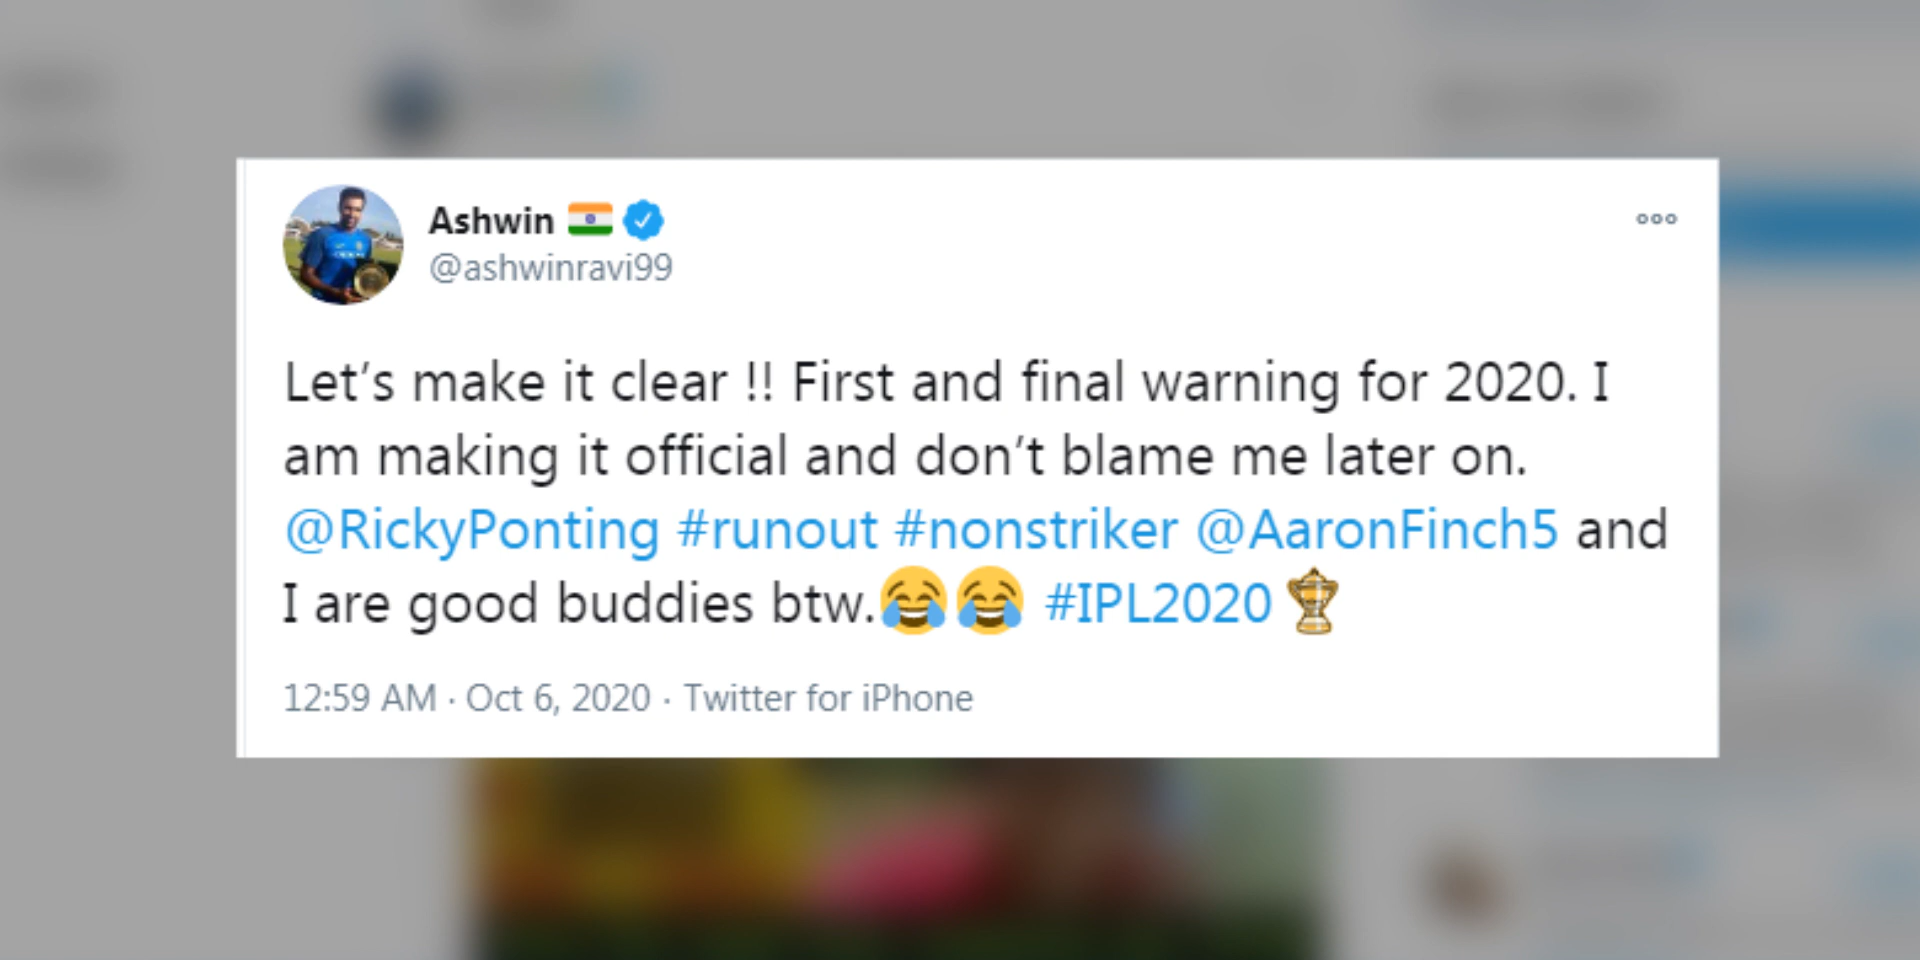 Ashwin 🇮🇳
@ashwinravi99
Let’s make it clear !! First and final warning for 2020. I
am making it official and don’t blame me later on.
@RickyPonting #runout #nonstriker @AaronFinch5 and
I are good buddies btw.😂😂 #IPL2020🏆
12:59 AM · Oct 6, 2020 · Twitter for iPhone